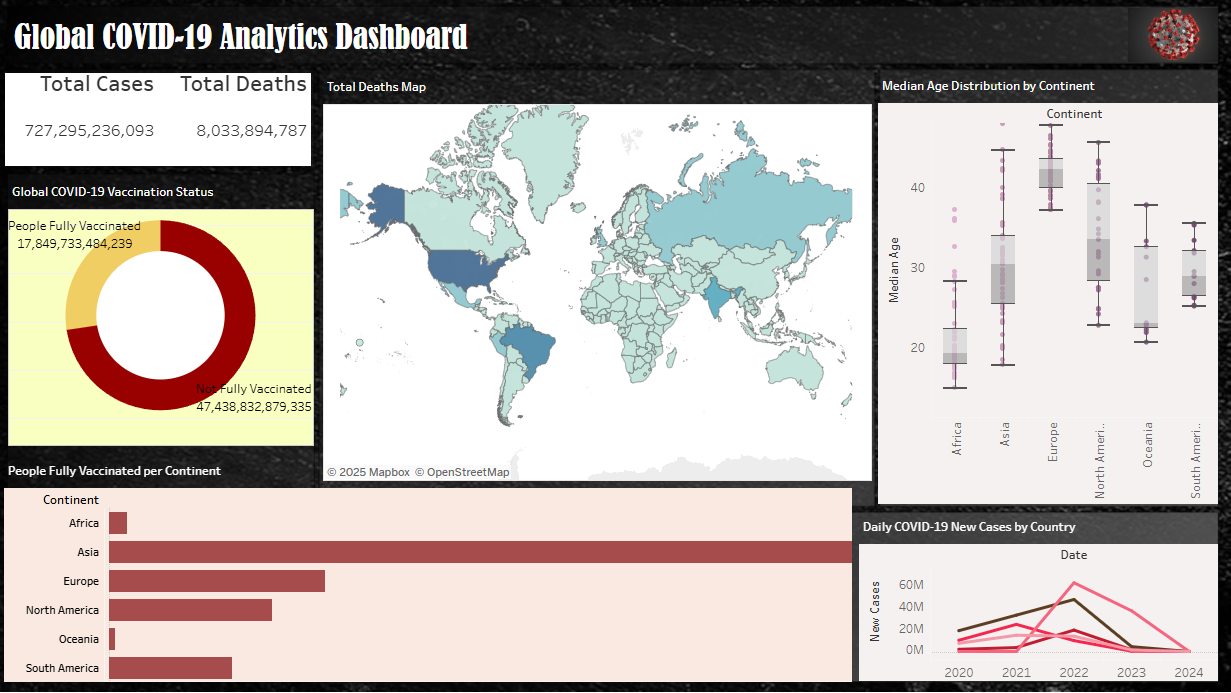 Global COVID-19 Analytics Dashboard
Total Cases Total Deaths
727,295,236,093 8,033,894,787
Global COVID-19 Vaccination Status
People Fully Vaccinated
17,849,733,484,239
Not Fully Vaccinated
47,438,832,879,335
Total Deaths Map
© 2025 Mapbox © OpenStreetMap
Median Age Distribution by Continent
Continent
Median Age
40
30
20
Africa
Asia
Europe
North Ameri..
Oceania
South Ameri..
People Fully Vaccinated per Continent
Continent
Africa
Asia
Europe
North America
Oceania
South America
Daily COVID-19 New Cases by Country
Date
New Cases
60M
40M
20M
0M
2020 2021 2022 2023 2024